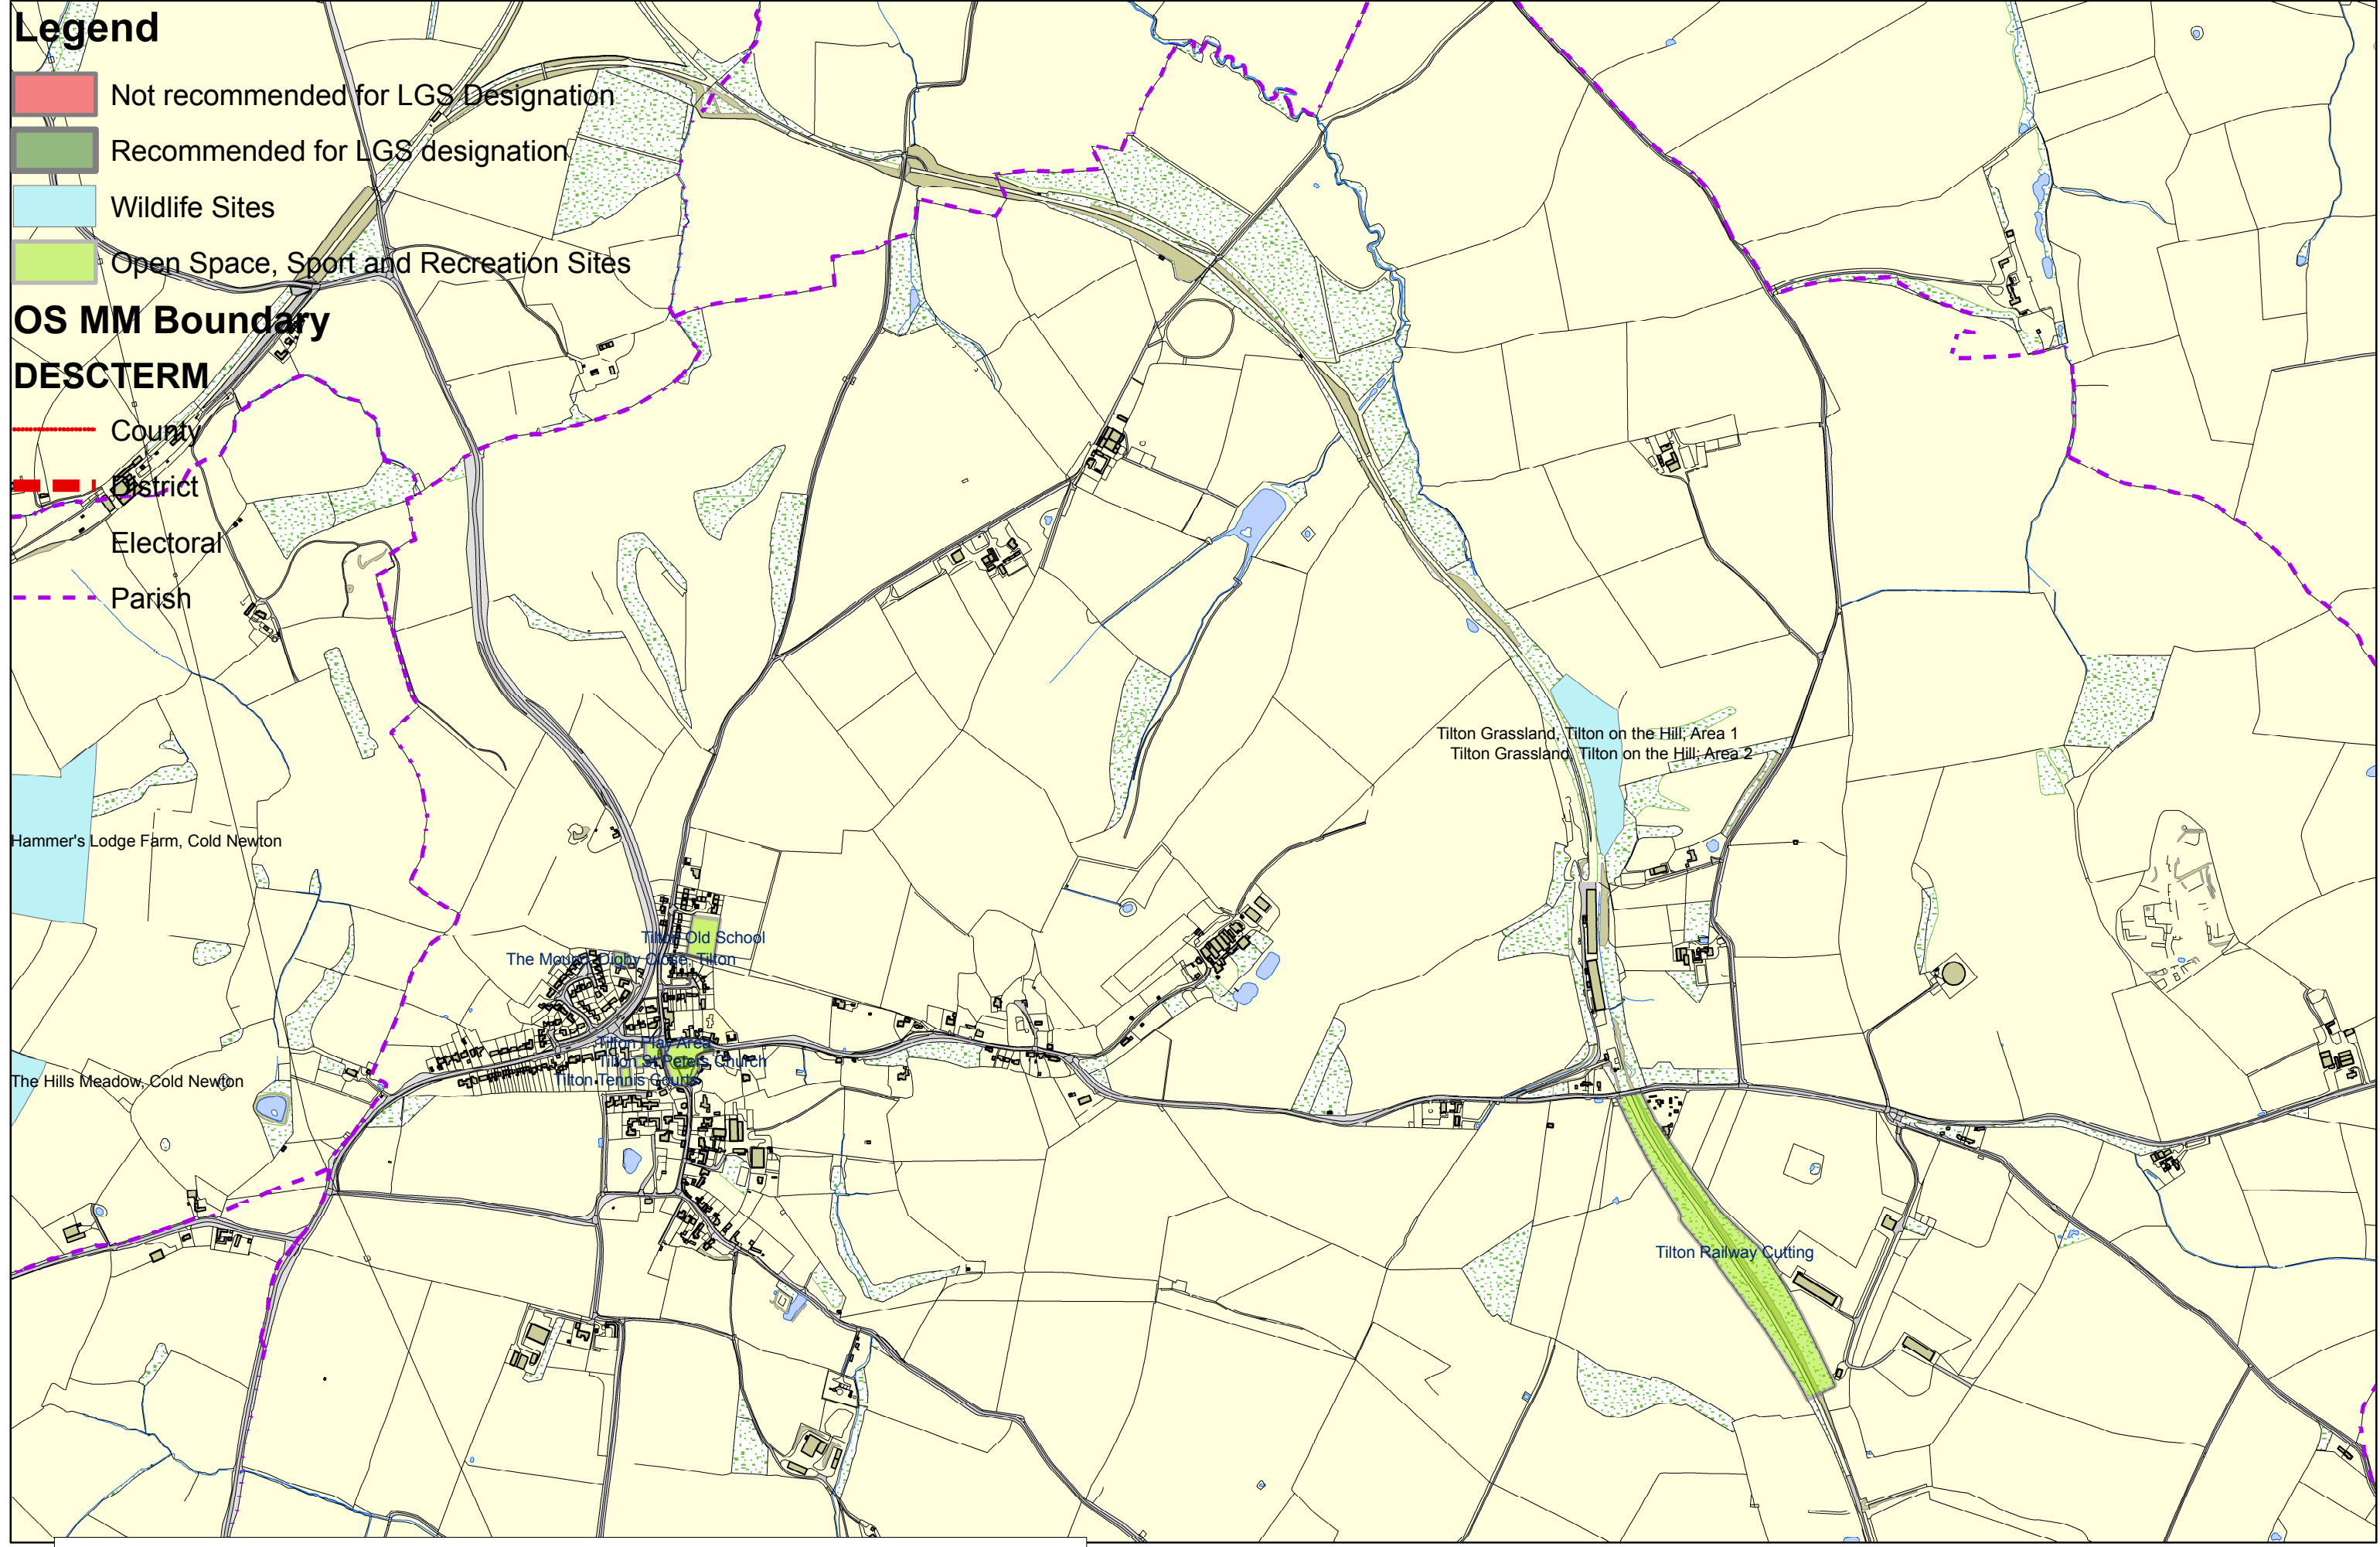 Legend
Not recommended for LGS Designation
Recommended for LGS designation
Wildlife Sites
Open Space, Sport and Recreation Sites
OS MM Boundary
DESCTERM
County
District
Electoral
Parish
Tilton Grassland, Tilton on the Hill; Area 1
Tilton Grassland, Tilton on the Hill; Area 2
Hammer's Lodge Farm, Cold Newton
Tilton Old School
The Mound, Digby Close, Tilton
Tilton Play Area
Tilton St Peters Church
Tilton Tennis Courts
The Hills Meadow, Cold Newton
Tilton Railway Cutting